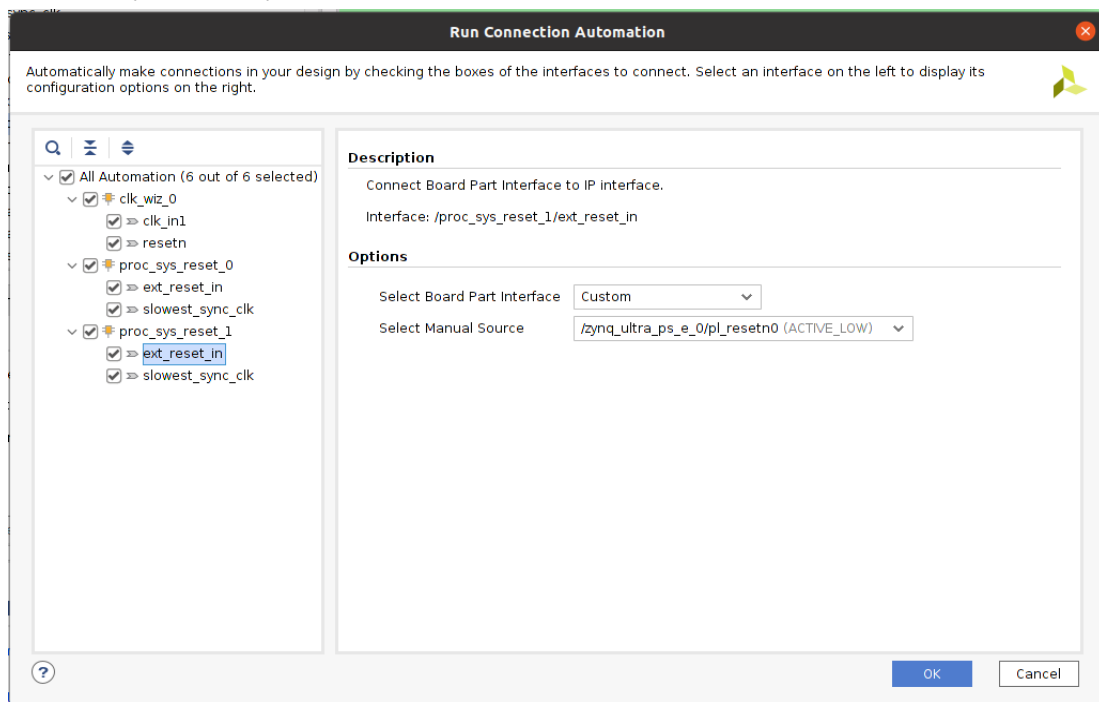 Run Connection Automation
Automatically make connections in your design by checking the boxes of the interfaces to connect. Select an interface on the left to display its
configuration options on the right.
All Automation (6 out of 6 selected)
clk_wiz_0
clk_in1
resetn
proc_sys_reset_0
ext_reset_in
slowest_sync_clk
proc_sys_reset_1
ext_reset_in
slowest_sync_clk
Description
Connect Board Part Interface to IP interface.
Interface: /proc_sys_reset_1/ext_reset_in
Options
Select Board Part Interface Custom
Select Manual Source /zynq_ultra_ps_e_0/pl_resetn0 (ACTIVE_LOW)
?
OK Cancel